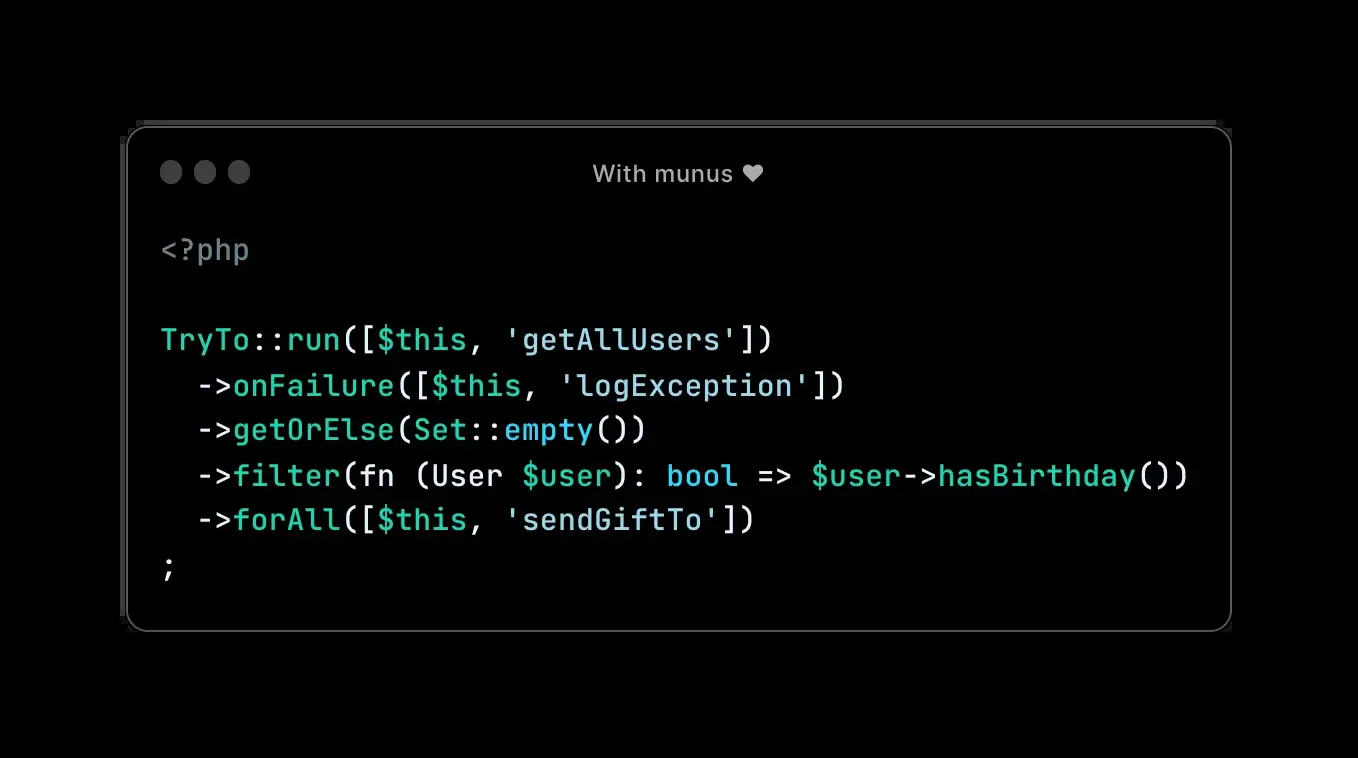 With munus ♥
<?php
TryTo::run([$this, 'getAllUsers'])
  ->onFailure([$this, 'logException'])
  ->getOrElse(Set::empty())
  ->filter(fn (User $user): bool => $user->hasBirthday())
  ->forAll([$this, 'sendGiftTo'])
;